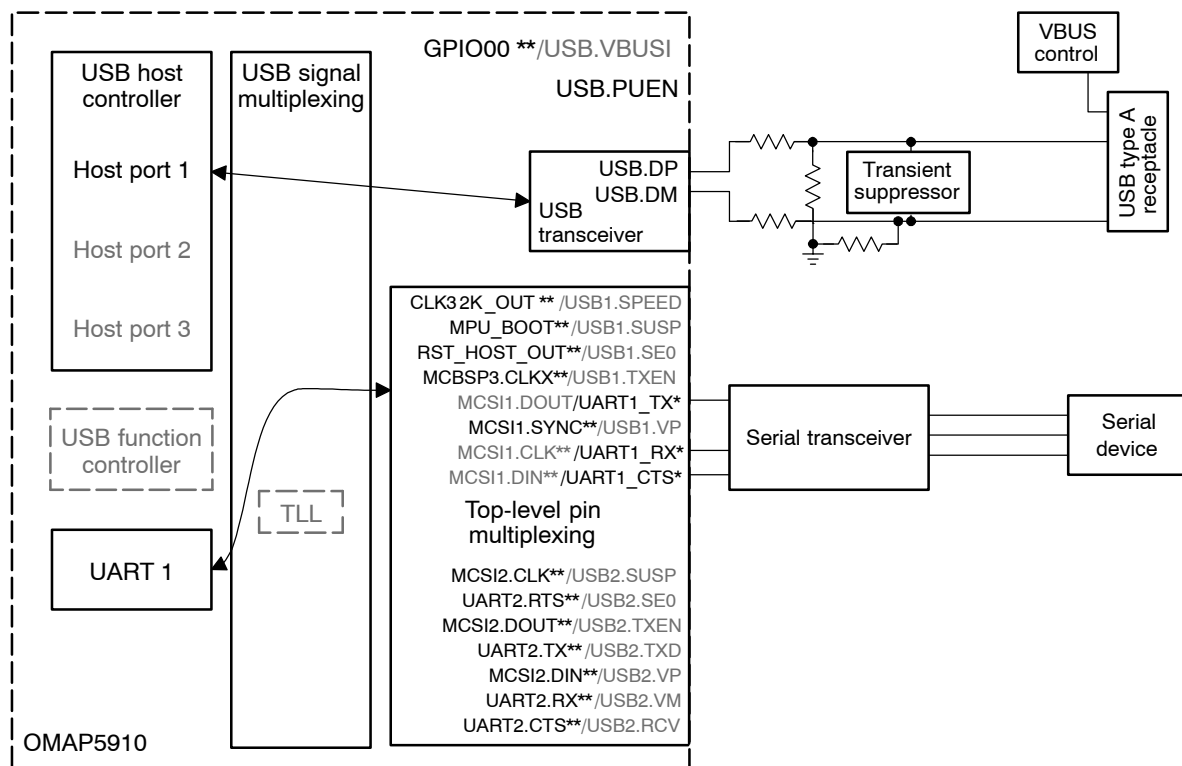 GPIO00 **/USB.VBUSI
USB.PUEN
USB host
controller
Host port 1
Host port 2
Host port 3
USB signal
multiplexing
USB.DP
USB.DM
USB
transceiver
VBUS
control
Transient
suppressor
USB type A
receptacle
CLK32K_OUT **/USB1.SPEED
MPU_BOOT**/USB1.SUSP
RST_HOST_OUT**/USB1.SE0
MCBSP3.CLKX**/USB1.TXEN
MCSI1.DOUT/UART1_TX*
MCSI1.SYNC**/USB1.VP
MCSI1.CLK**/UART1_RX*
MCSI1.DIN**/UART1_CTS*
Top-level pin
multiplexing
MCSI2.CLK**/USB2.SUSP
UART2.RTS**/USB2.SE0
MCSI2.DOUT**/USB2.TXEN
UART2.TX**/USB2.TXD
MCSI2.DIN**/USB2.VP
UART2.RX**/USB2.VM
UART2.CTS**/USB2.RCV
Serial transceiver
Serial
device
USB function
controller
TLL
UART 1
OMAP5910